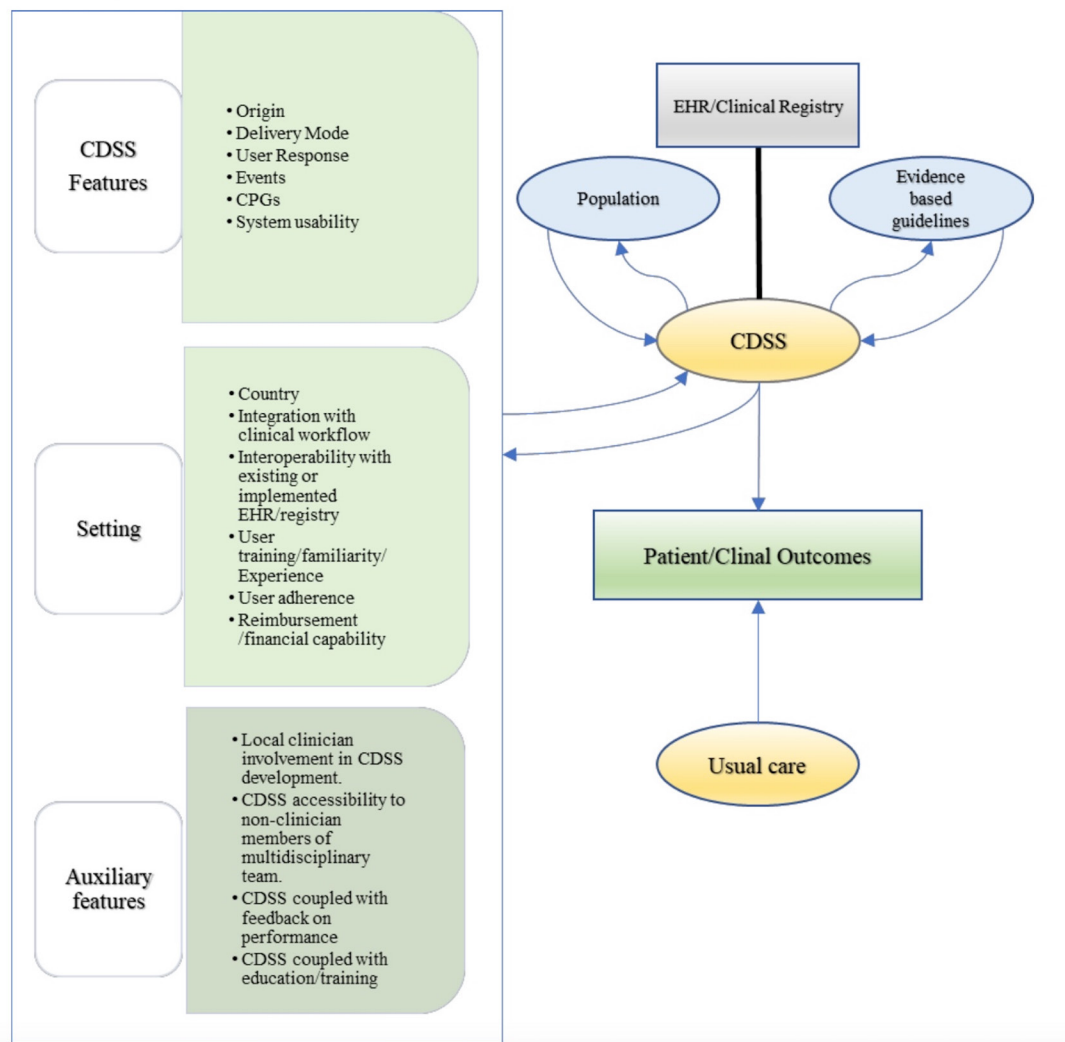 CDSS
Features
• Origin
• Delivery Mode
• User Response
• Events
• CPGs
• System usability
Setting
• Country
• Integration with
clinical workflow
• Interoperability with
existing or
implemented
EHR/registry
• User
training/familiarity/
Experience
• User adherence
• Reimbursement
/financial capability
Auxiliary
features
• Local clinician
involvement in CDSS
development.
• CDSS accessibility to
non-clinician
members of
multidisciplinary
team.
• CDSS coupled with
feedback on
performance
• CDSS coupled with
education/training
EHR/Clinical Registry
Population
Evidence
based
guidelines
CDSS
Patient/Clinal Outcomes
Usual care